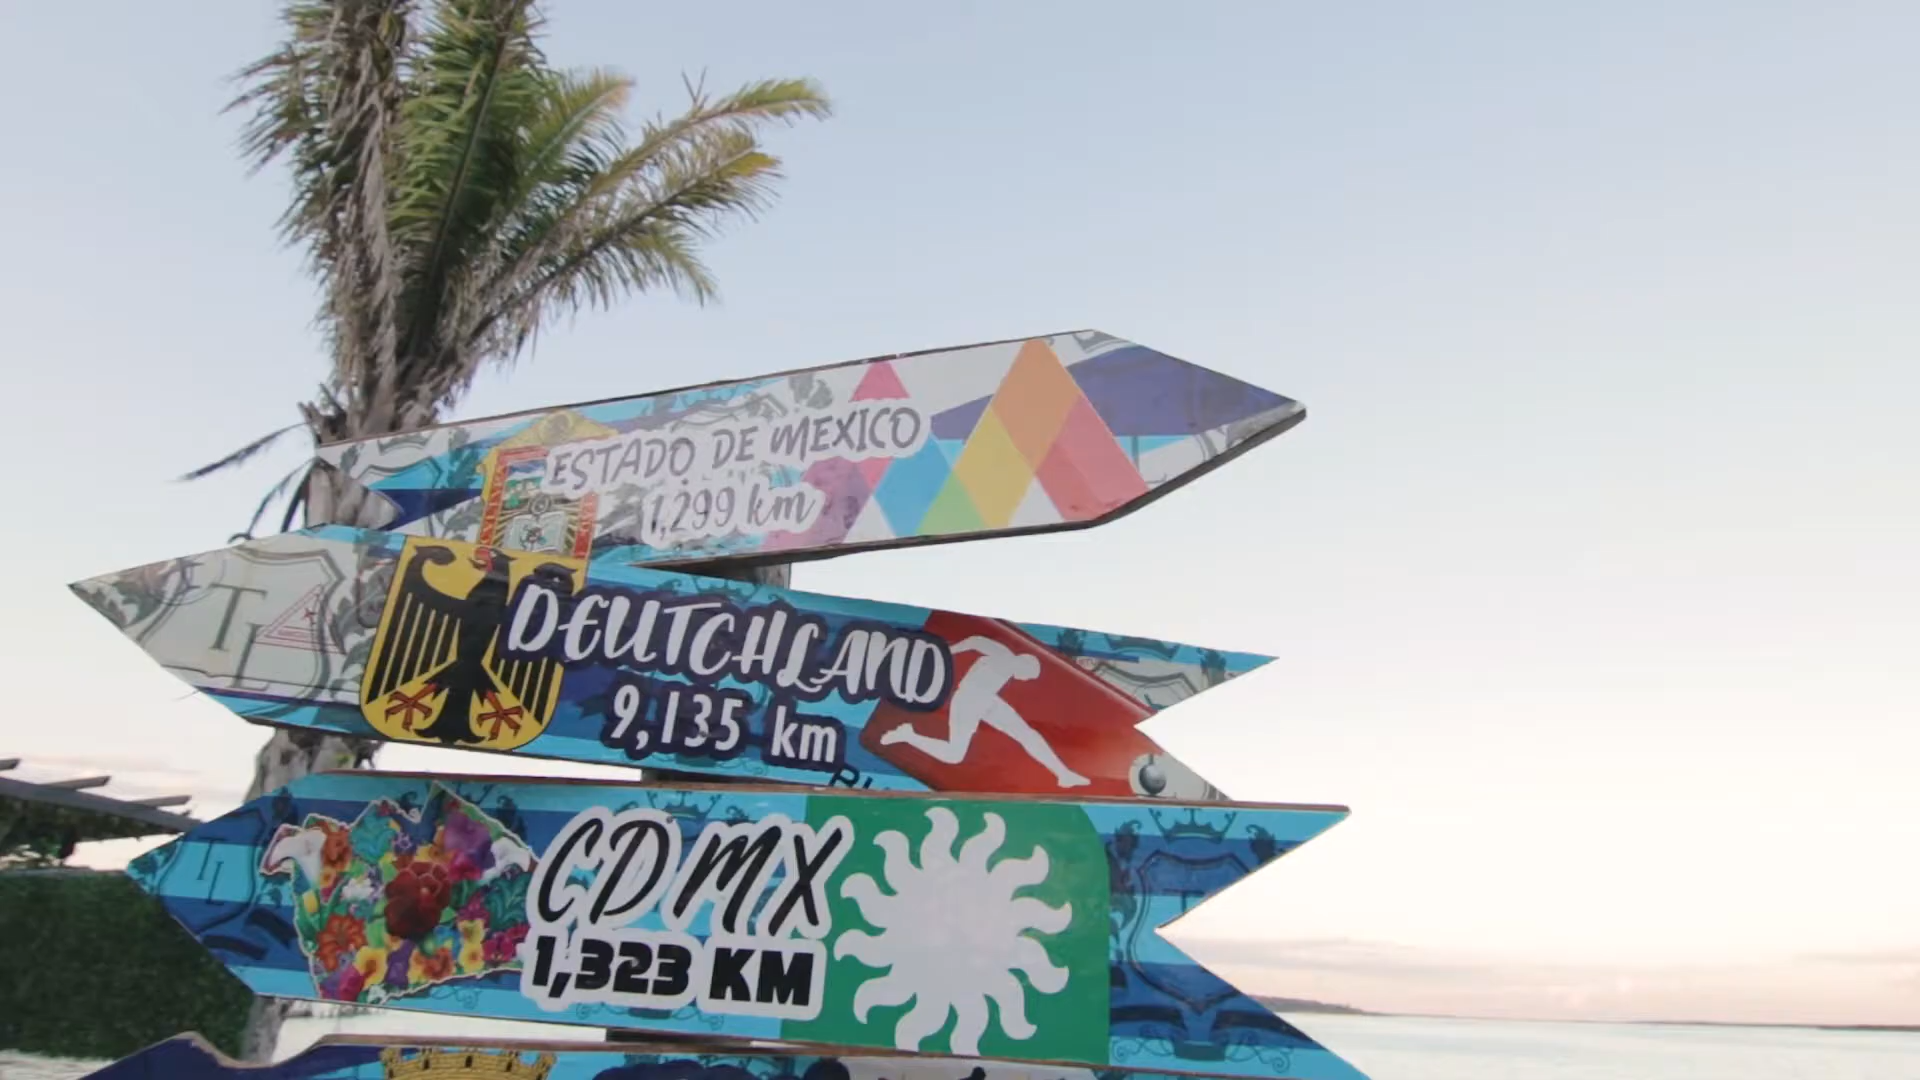 ESTADO DE MEXICO
1,299 km
DEUTCHLAND
9,135 km
CDMX
1,323 KM